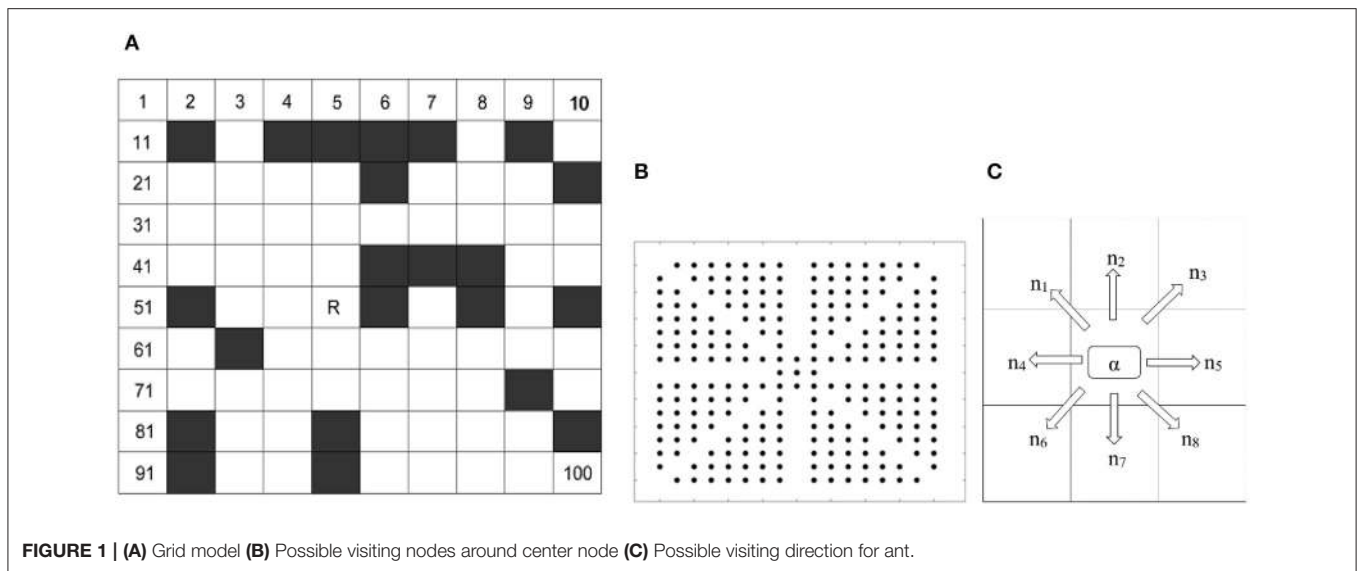 A
1 2 3 4 5 6 7 8 9 10
11
21
31
41
51 R
61
71
81
91 100
B
C
n2
n1 n3
n4 α n5
n6 n8
n7
FIGURE 1 | (A) Grid model (B) Possible visiting nodes around center node (C) Possible visiting direction for ant.